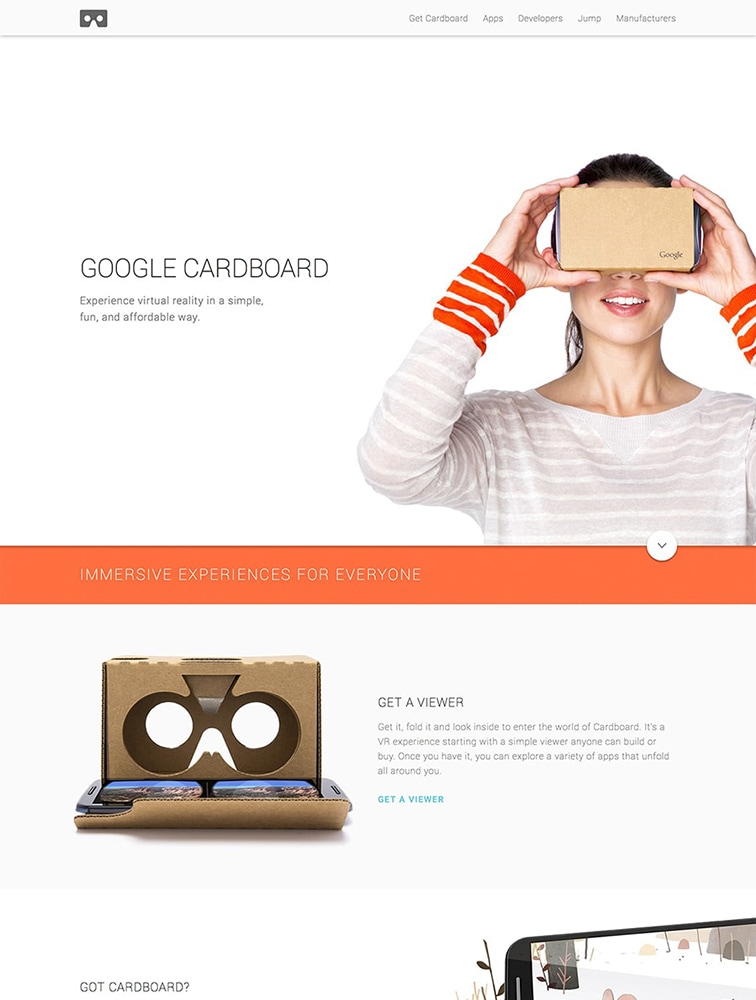 Get Cardboard Apps Developers Jump Manufacturers
Google
GOOGLE CARDBOARD
Experience virtual reality in a simple,
fun, and affordable way.
IMMERSIVE EXPERIENCES FOR EVERYONE
GET A VIEWER
Get it, fold it and look inside to enter the world of Cardboard. It's a
VR experience starting with a simple viewer anyone can build or
buy. Once you have it, you can explore a variety of apps that unfold
all around you.
GET A VIEWER
GOT CARDBOARD?